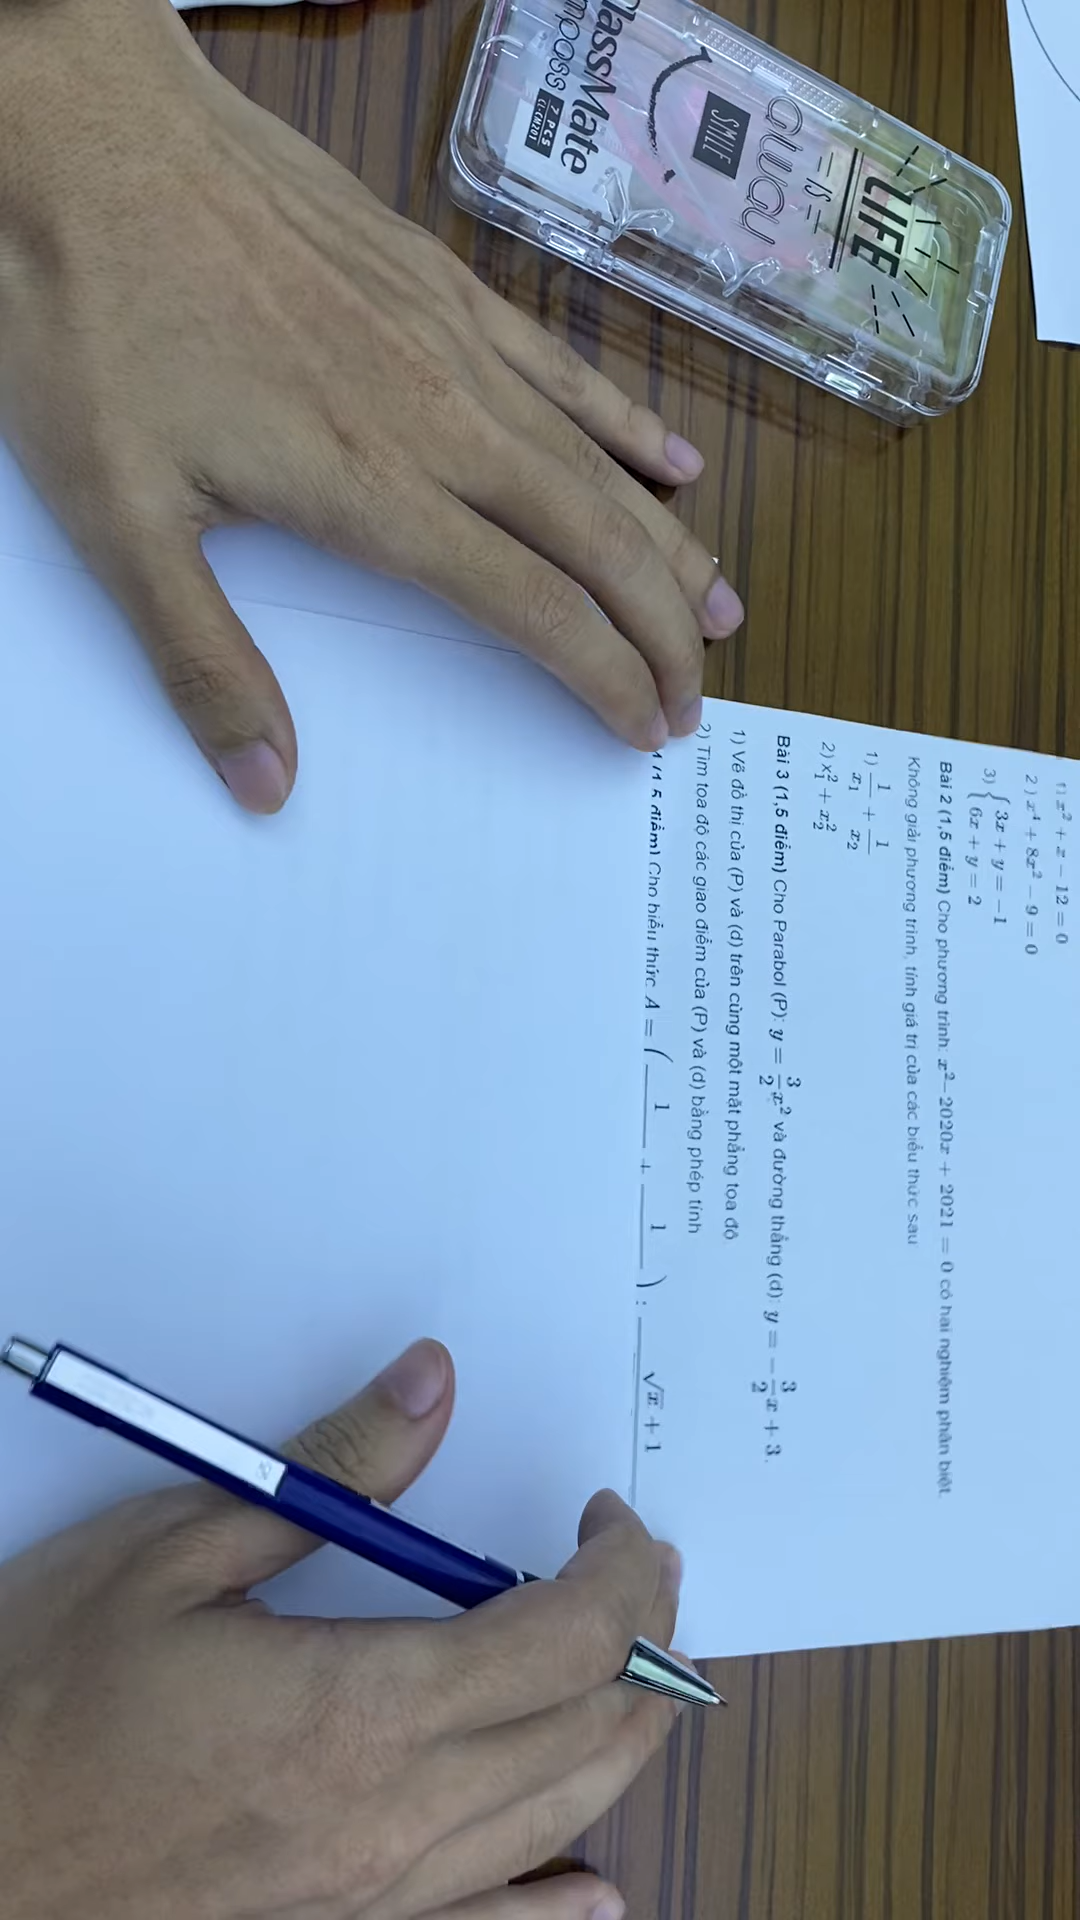 1) x² + x − 12 = 0
2) x⁴ + 8x² − 9 = 0
3) { 3x + y = −1
6x + y = 2
Bài 2 (1,5 điểm) Cho phương trình: x² − 2020x + 2021 = 0 có hai nghiệm phân biệt.
Không giải phương trình, tính giá trị của các biểu thức sau
1) 1/x₁ + 1/x₂
2) x₁² + x₂²
Bài 3 (1,5 điểm) Cho Parabol (P): y = 3/2 x² và đường thẳng (d): y = −3/2 x + 3.
1) Vẽ đồ thị của (P) và (d) trên cùng một mặt phẳng tọa độ
2) Tìm tọa độ các giao điểm của (P) và (d) bằng phép tính
(1,5 điểm) Cho biểu thức A = ( 1 + 1 ) : √x + 1
LIFE
= IS =
SMILE
ClassMate
compass 7 PCS
CL-CM701